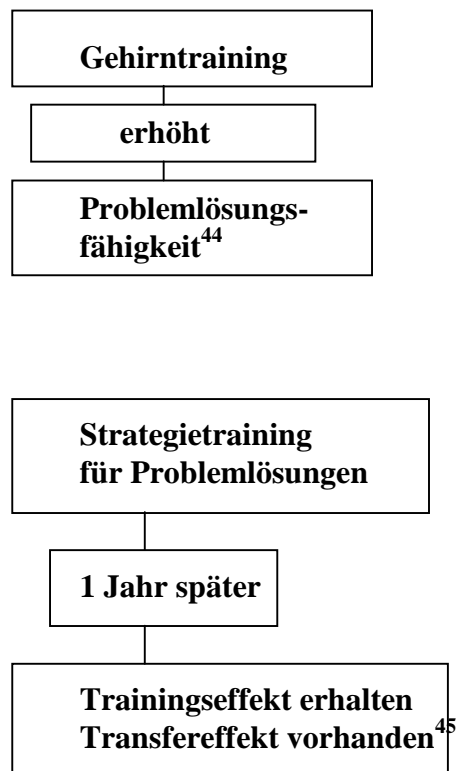 Gehirntraining
erhöht
Problemlösungs-
fähigkeit44
Strategietraining
für Problemlösungen
1 Jahr später
Trainingseffekt erhalten
Transfereffekt vorhanden45